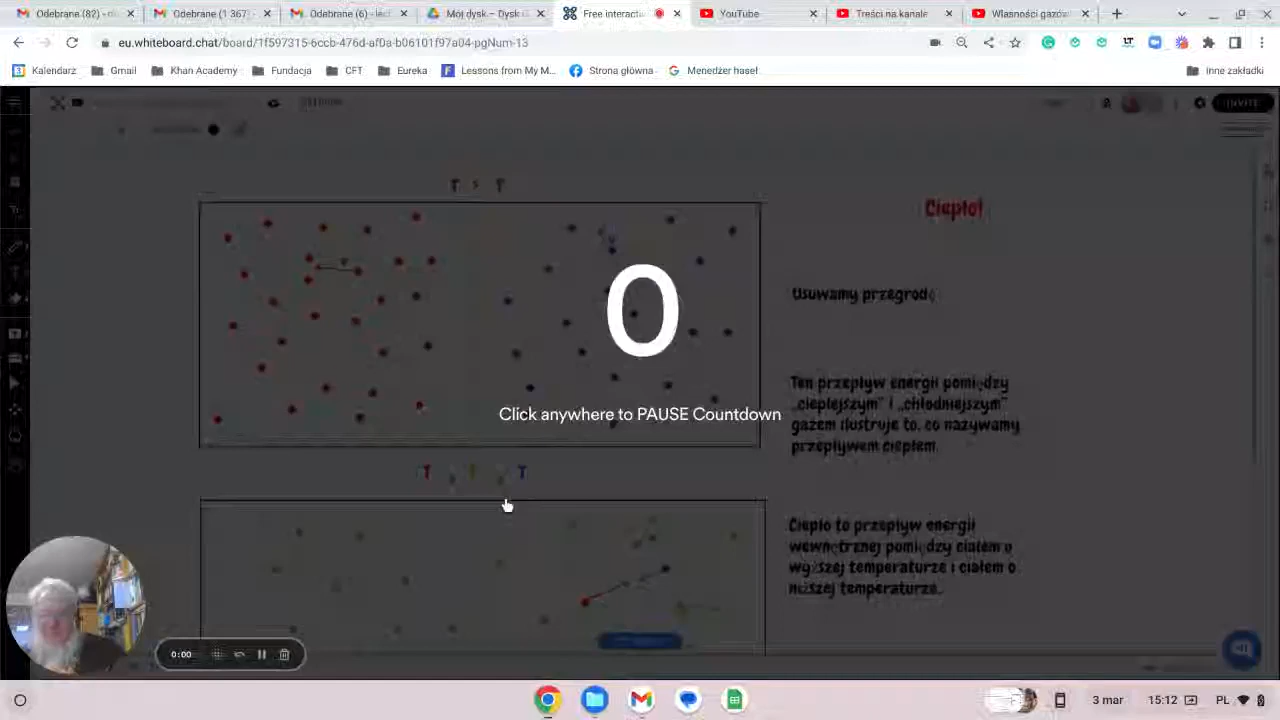 Odebrane (82) - d
Odebrane (1 367)
Odebrane (6) - le
Mój dysk – Dysk G
Free interacti
YouTube
Treści na kanale
Własności gazów
eu.whiteboard.chat/board/1f597315-6ccb-476d-af0a-b06101f97a04-pgNum-13
Kalendarz
Gmail
Khan Academy
Fundacja
CFT
Eureka
Lessons from My M...
Strona główna
Menedżer haseł
Inne zakładki
INVITE
T > T
Ciepło!
Usuwamy przegrodę
0
Ten przepływ energii pomiędzy
„cieplejszym” i „chłodniejszym”
gazem ilustruje to, co nazywamy
przepływem ciepłem.
Click anywhere to PAUSE Countdown
T T T
Ciepło to przepływ energii
wewnętrznej pomiędzy ciałem o
wyższej temperaturze i ciałem o
niższej temperaturze.
0:00
3 mar
15:12
PL